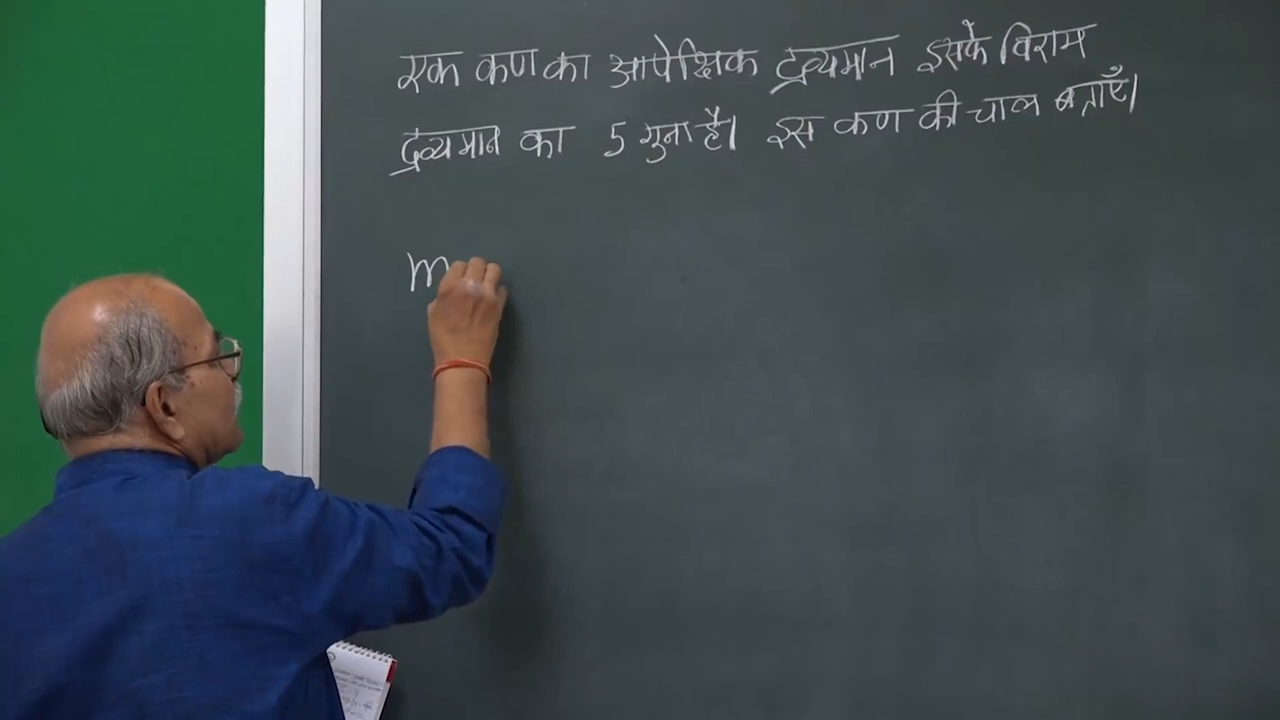 एक कण का आपेक्षिक द्रव्यमान इसके विराम
द्रव्यमान का 5 गुना है। इस कण की चाल बताएँ।
m